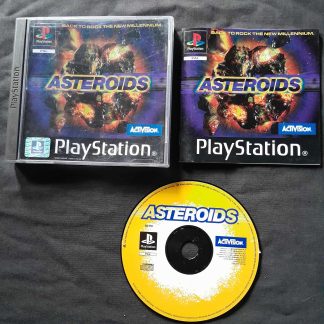 BACK TO ROCK THE NEW MILLENNIUM
ASTEROIDS
ACTIVISION
PlayStation
PlayStation
BACK TO ROCK THE NEW MILLENNIUM
ASTEROIDS
ACTIVISION
PlayStation
ASTEROIDS
PlayStation
ACTIVISION